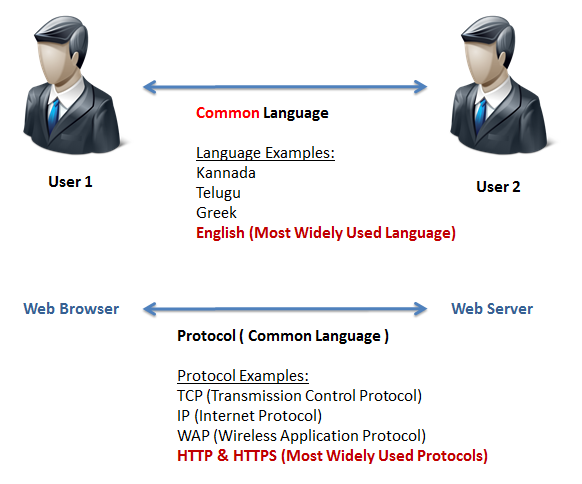 Common Language
User 1
User 2
Language Examples:
Kannada
Telugu
Greek
English (Most Widely Used Language)
Web Browser
Web Server
Protocol ( Common Language )
Protocol Examples:
TCP (Transmission Control Protocol)
IP (Internet Protocol)
WAP (Wireless Application Protocol)
HTTP & HTTPS (Most Widely Used Protocols)